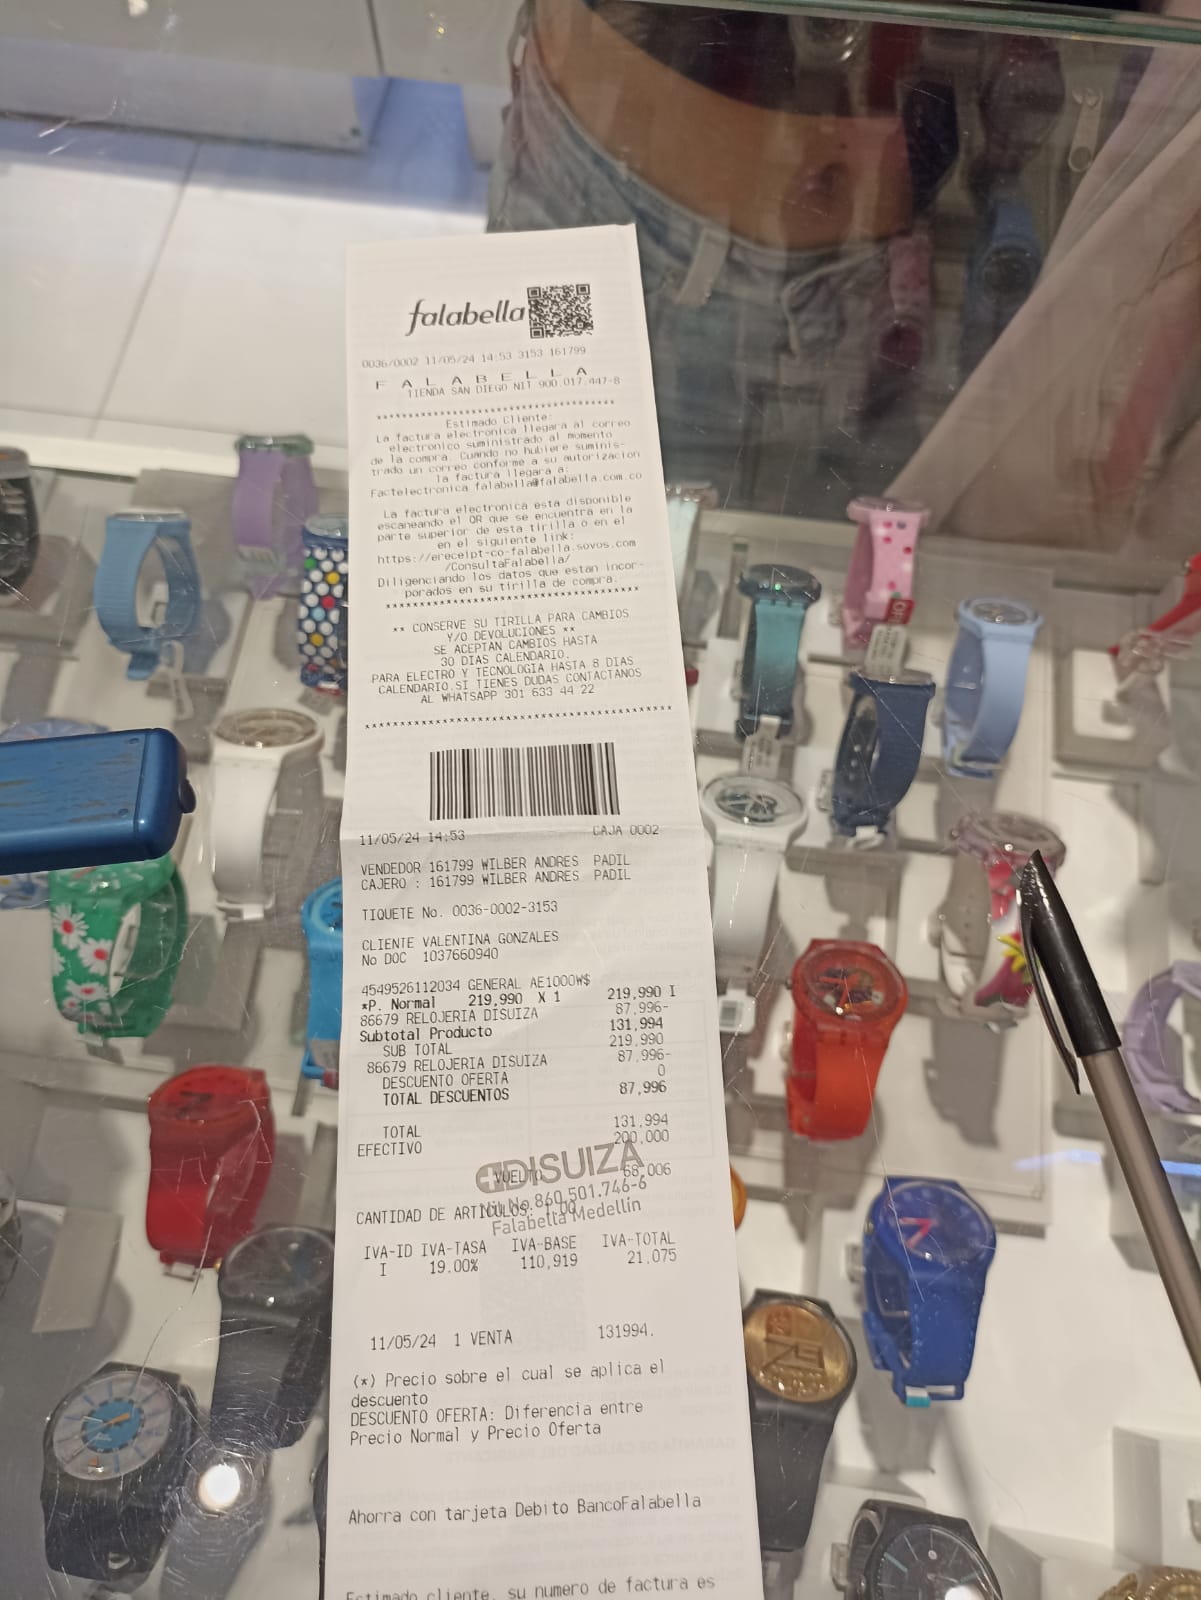 falabella
0036/0002 11/05/24 14:53 3153 161799
F A L A B E L L A
TIENDA SAN DIEGO NIT 900.017.447-8
****************************************
Estimado Cliente:
La factura electronica llegara al correo
electronico suministrado al momento
de la compra. Cuando no hubiere suminis-
trado un correo conforme a su autorizacion
la factura llegara a:
Factelectronica.falabella@falabella.com.co
La factura electronica esta disponible
escaneando el QR que se encuentra en la
parte superior de esta tirilla o en el
en el siguiente link:
https://ereceipt-co-falabella.sovos.com
/ConsultaFalabella/
Diligenciando los datos que estan incor-
porados en su tirilla de compra.
****************************************
** CONSERVE SU TIRILLA PARA CAMBIOS
Y/O DEVOLUCIONES **
SE ACEPTAN CAMBIOS HASTA
30 DIAS CALENDARIO.
PARA ELECTRO Y TECNOLOGIA HASTA 8 DIAS
CALENDARIO.SI TIENES DUDAS CONTACTANOS
AL WHATSAPP 301 633 44 22
****************************************
11/05/24 14:53 CAJA 0002
VENDEDOR 161799 WILBER ANDRES PADIL
CAJERO : 161799 WILBER ANDRES PADIL
TIQUETE No. 0036-0002-3153
CLIENTE VALENTINA GONZALES
No DOC 1037660940
4549526112034 GENERAL AE1000W$
*P. Normal 219,990 X 1 219,990 I
86679 RELOJERIA DISUIZA 87,996-
Subtotal Producto 131,994
SUB TOTAL 219,990
86679 RELOJERIA DISUIZA 87,996-
DESCUENTO OFERTA 0
TOTAL DESCUENTOS 87,996
TOTAL 131,994
EFECTIVO 200,000
DISUIZA
VUELTO 68,006
Nit No 860.501.746-6
CANTIDAD DE ARTICULOS: 1.00
Falabella Medellín
IVA-ID IVA-TASA IVA-BASE IVA-TOTAL
I 19.00% 110,919 21,075
11/05/24 1 VENTA 131994.
(*) Precio sobre el cual se aplica el
descuento
DESCUENTO OFERTA: Diferencia entre
Precio Normal y Precio Oferta
Ahorra con tarjeta Debito BancoFalabella
Estimado cliente, su numero de factura es